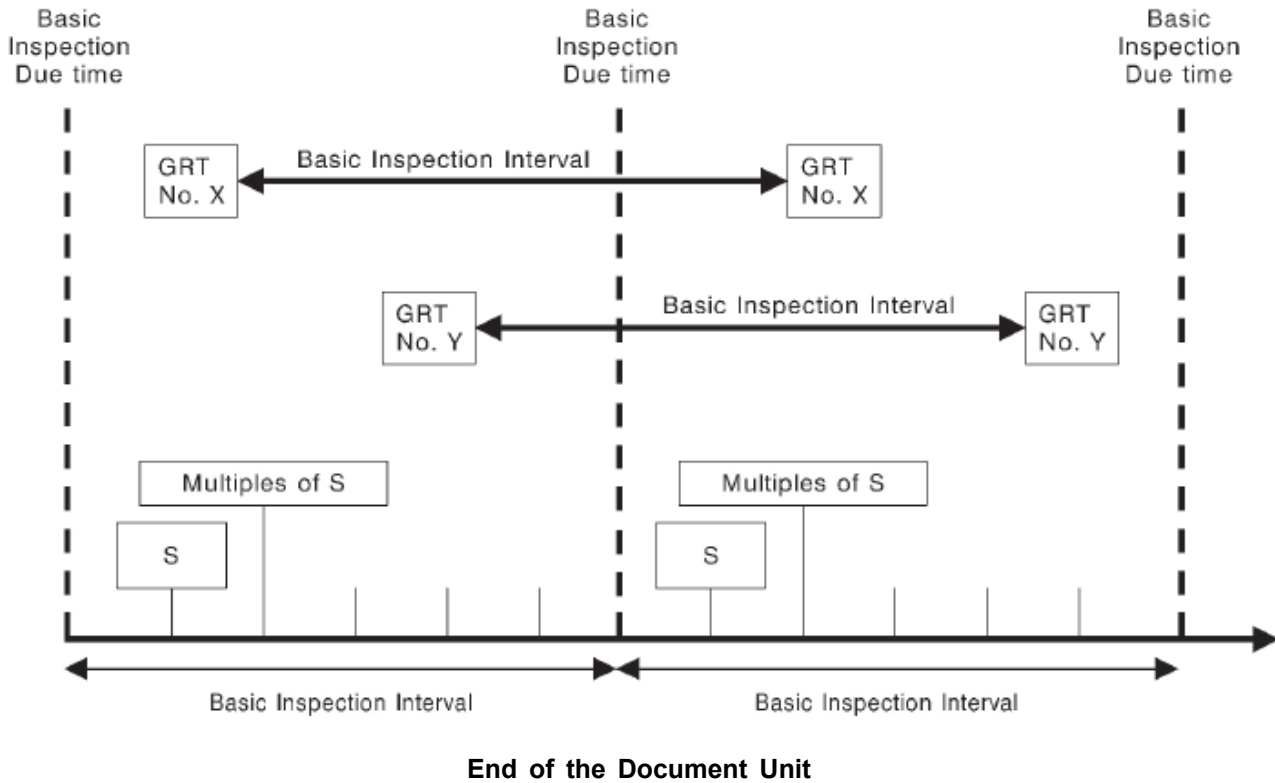 Basic
Inspection
Due time
Basic
Inspection
Due time
Basic
Inspection
Due time
GRT
No. X
Basic Inspection Interval
GRT
No. X
GRT
No. Y
Basic Inspection Interval
GRT
No. Y
Multiples of S
Multiples of S
S
S
Basic Inspection Interval
Basic Inspection Interval
End of the Document Unit